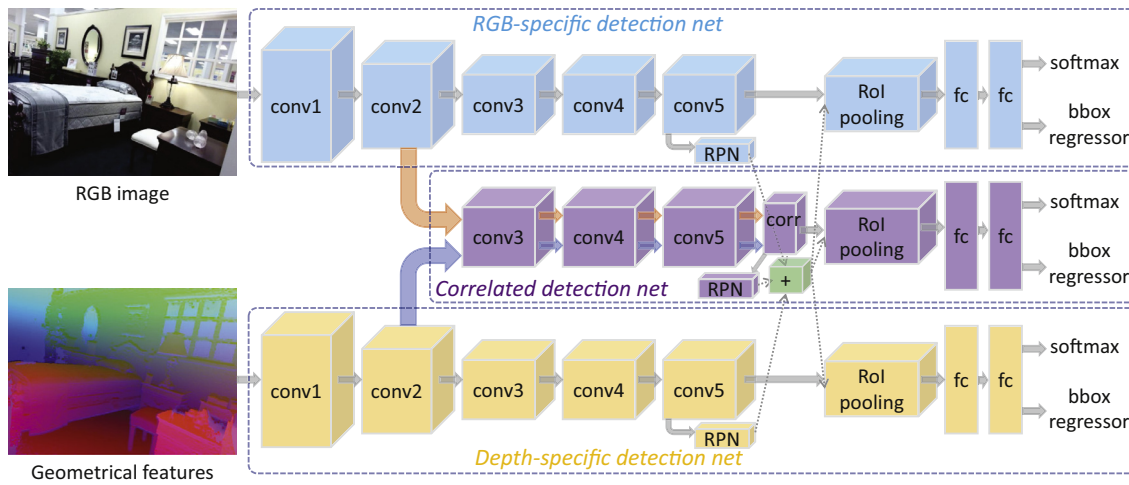 RGB-specific detection net
conv1
conv2
conv3
conv4
conv5
RPN
RoI
pooling
fc
fc
softmax
bbox
regressor
RGB image
conv3
conv4
conv5
corr
RPN
+
RoI
pooling
fc
fc
softmax
bbox
regressor
Correlated detection net
conv1
conv2
conv3
conv4
conv5
RPN
RoI
pooling
fc
fc
softmax
bbox
regressor
Depth-specific detection net
Geometrical features